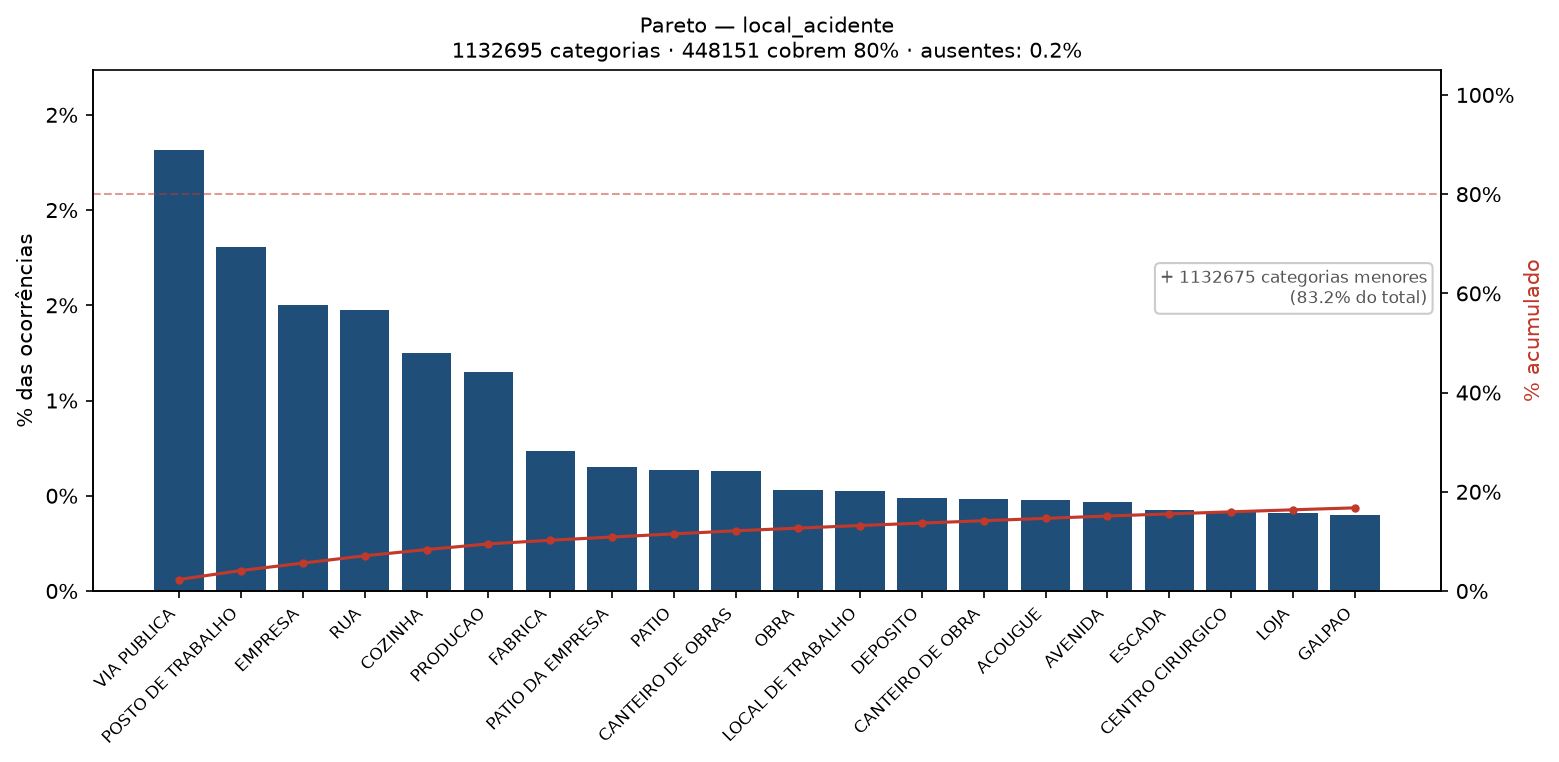 Pareto — local_acidente
1132695 categorias · 448151 cobrem 80% · ausentes: 0.2%
% das ocorrências
2%
2%
2%
1%
0%
0%
100%
80%
60%
40%
20%
0%
% acumulado
+ 1132675 categorias menores
(83.2% do total)
VIA PUBLICA
POSTO DE TRABALHO
EMPRESA
RUA
COZINHA
PRODUCAO
FABRICA
PATIO DA EMPRESA
PATIO
CANTEIRO DE OBRAS
OBRA
LOCAL DE TRABALHO
DEPOSITO
CANTEIRO DE OBRA
ACOUGUE
AVENIDA
ESCADA
CENTRO CIRURGICO
LOJA
GALPAO